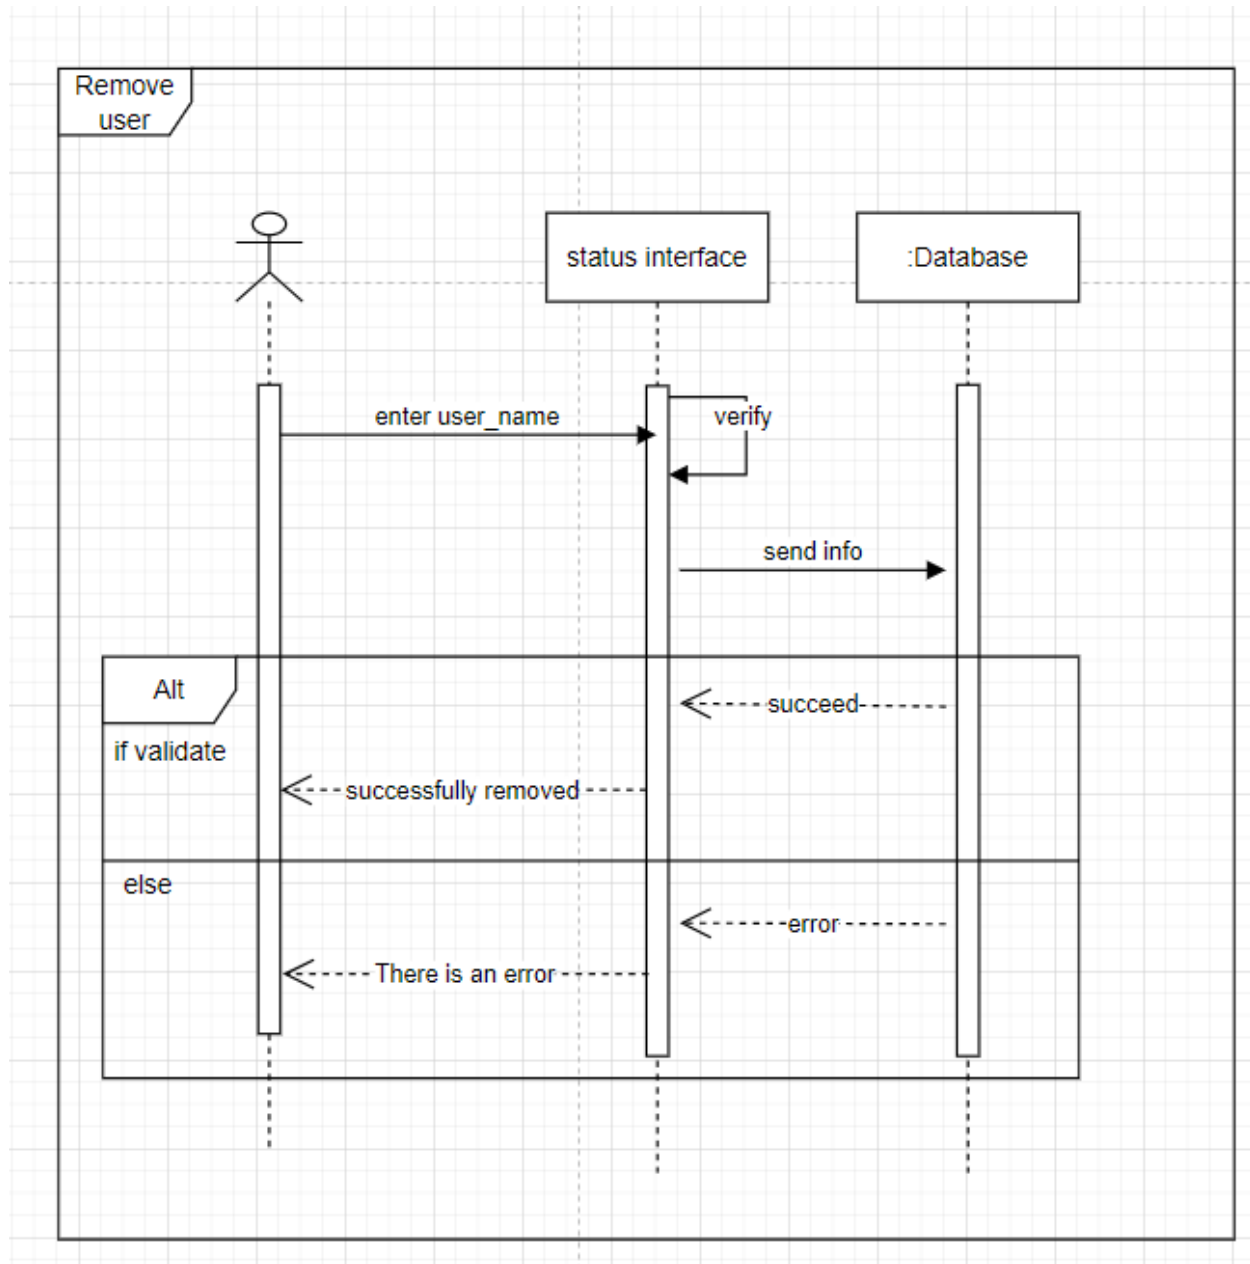 Remove
user
status interface
:Database
enter user_name
verify
send info
Alt
succeed
if validate
successfully removed
else
error
There is an error